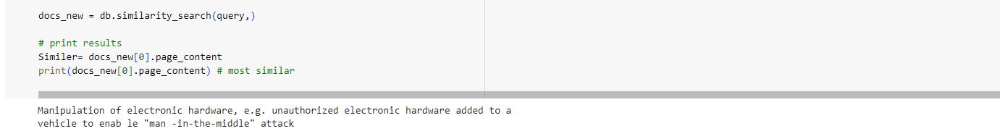 docs_new = db.similarity_search(query,)
# print results
Similer= docs_new[0].page_content
print(docs_new[0].page_content) # most similar
Manipulation of electronic hardware, e.g. unauthorized electronic hardware added to a
vehicle to enab le "man -in-the-middle" attack